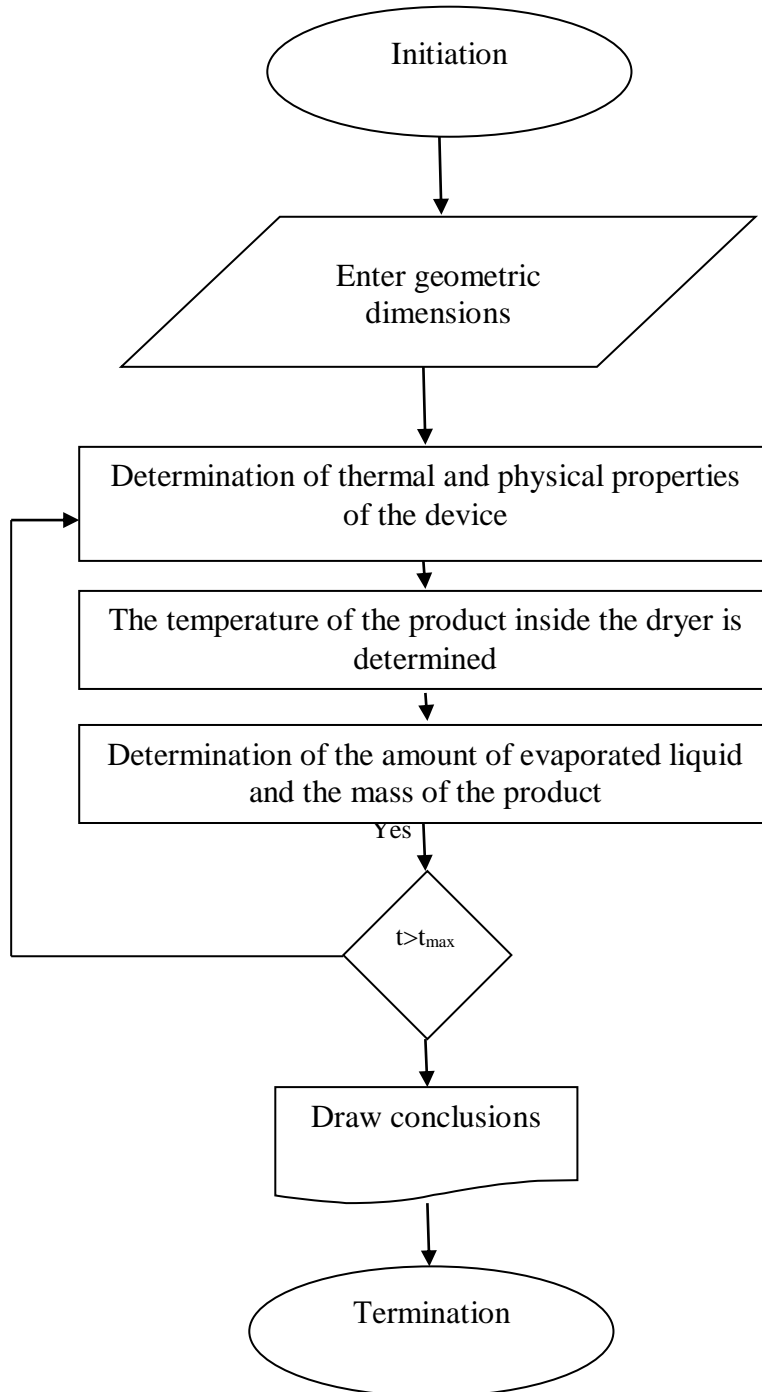 Initiation
Enter geometric
dimensions
Determination of thermal and physical properties
of the device
The temperature of the product inside the dryer is
determined
Determination of the amount of evaporated liquid
and the mass of the product
Yes
t>tmax
Draw conclusions
Termination